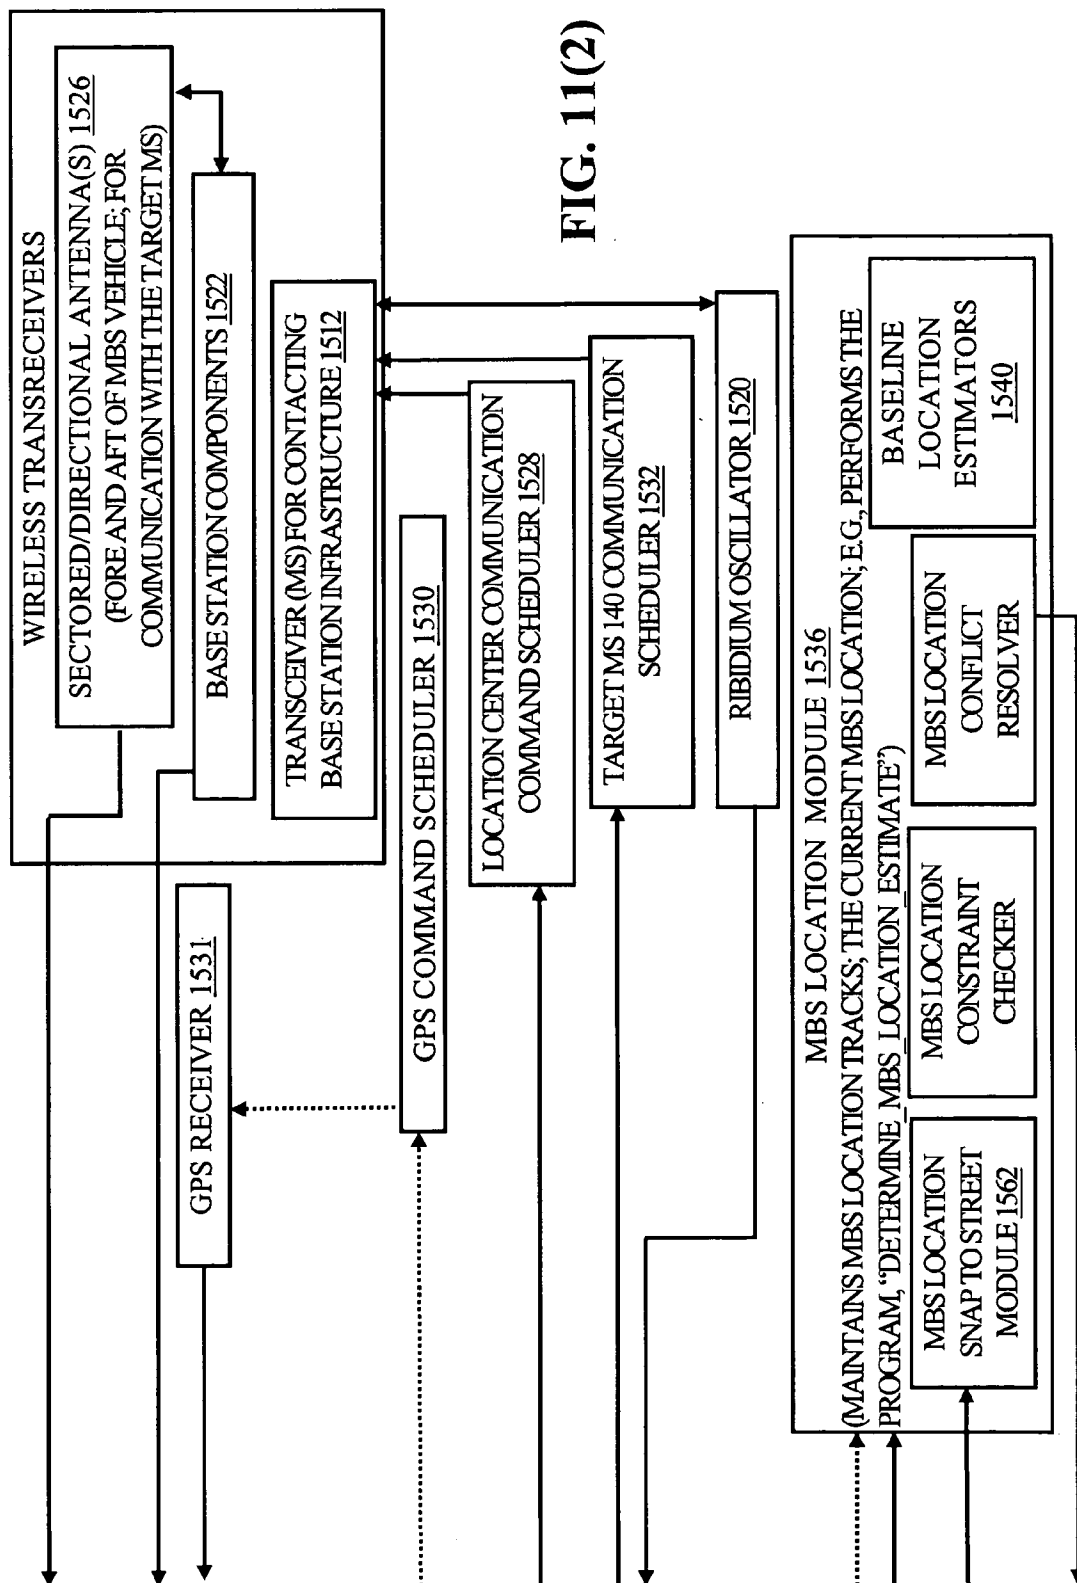 WIRELESS TRANSRECEIVERS
SECTORED/DIRECTIONAL ANTENNA(S) 1526
(FORE AND AFT OF MBS VEHICLE; FOR
COMMUNICATION WITH THE TARGET MS)
BASE STATION COMPONENTS 1522
TRANSCEIVER (MS) FOR CONTACTING
BASE STATION INFRASTRUCTURE 1512
GPS RECEIVER 1531
GPS COMMAND SCHEDULER 1530
LOCATION CENTER COMMUNICATION
COMMAND SCHEDULER 1528
FIG. 11(2)
TARGET MS 140 COMMUNICATION
SCHEDULER 1532
RIBIDIUM OSCILLATOR 1520
MBS LOCATION MODULE 1536
(MAINTAINS MBS LOCATION TRACKS; THE CURRENT MBS LOCATION; E.G., PERFORMS THE
PROGRAM, “DETERMINE_MBS_LOCATION_ESTIMATE”)
MBS LOCATION
SNAP TO STREET
MODULE 1562
MBS LOCATION
CONSTRAINT
CHECKER
MBS LOCATION
CONFLICT
RESOLVER
BASELINE
LOCATION
ESTIMATORS
1540